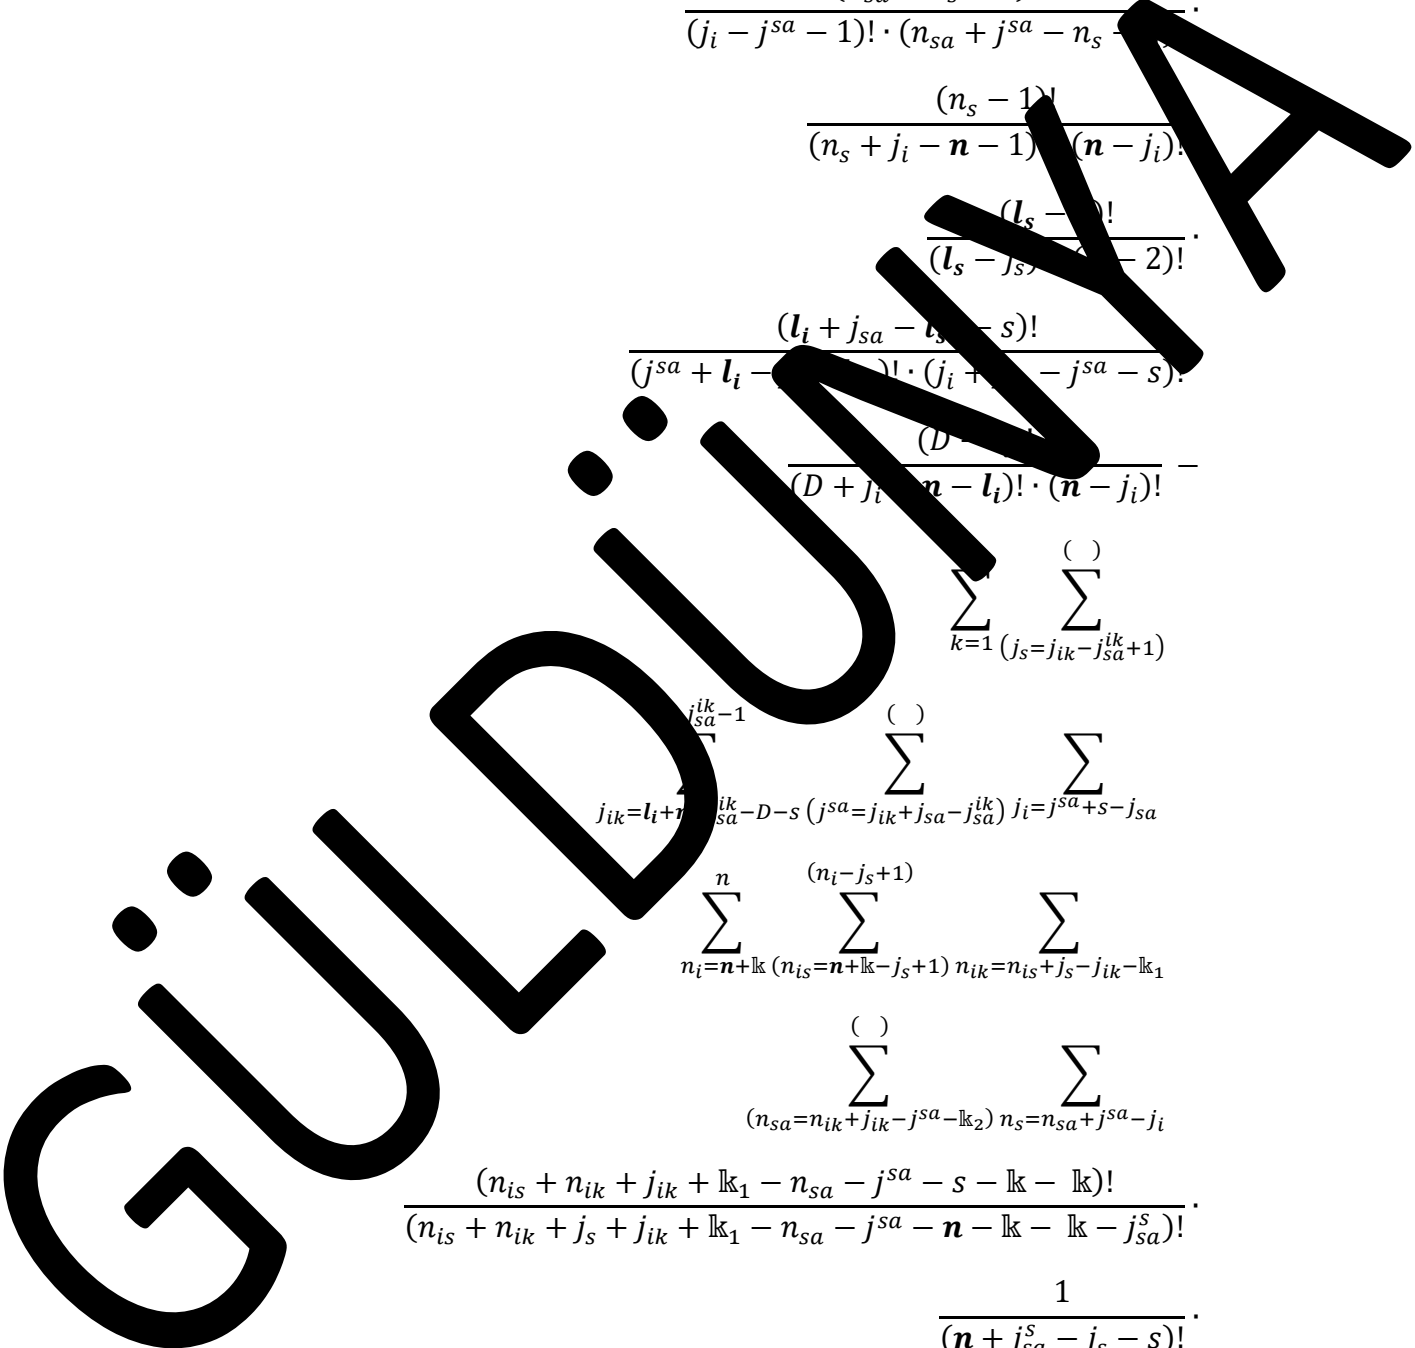 (j_i − j^{sa} − 1)! · (n_{sa} + j^{sa} − n_s − ·
(n_s − 1)!
(n_s + j_i − n − 1) (n − j_i)!
(l_s − )!
(l_s − j_s) − 2)! ·
(l_i + j_{sa} − l − s)!
(j^{sa} + l_i − )! · (j_i + − j^{sa} − s)!
(D
(D + j_i n − l_i)! · (n − j_i)! −
( )
∑ ∑
k=1 (j_s=j_{ik}−j_{sa}^{ik}+1)
j_{sa}^{ik}−1 ( )
∑ ∑
j_{ik}=l_i+n _{sa}^{ik}−D−s (j^{sa}=j_{ik}+j_{sa}−j_{sa}^{ik}) j_i=j^{sa}+s−j_{sa}
n (n_i−j_s+1)
∑ ∑ ∑
n_i=n+𝕜 (n_{is}=n+𝕜−j_s+1) n_{ik}=n_{is}+j_s−j_{ik}−𝕜_1
( )
∑ ∑
(n_{sa}=n_{ik}+j_{ik}−j^{sa}−𝕜_2) n_s=n_{sa}+j^{sa}−j_i
(n_{is} + n_{ik} + j_{ik} + 𝕜_1 − n_{sa} − j^{sa} − s − 𝕜 − 𝕜)!
(n_{is} + n_{ik} + j_s + j_{ik} + 𝕜_1 − n_{sa} − j^{sa} − n − 𝕜 − 𝕜 − j_{sa}^s)! ·
1
(n + j_{sa}^s − j_s − s)! ·
GÜLDÜNYA